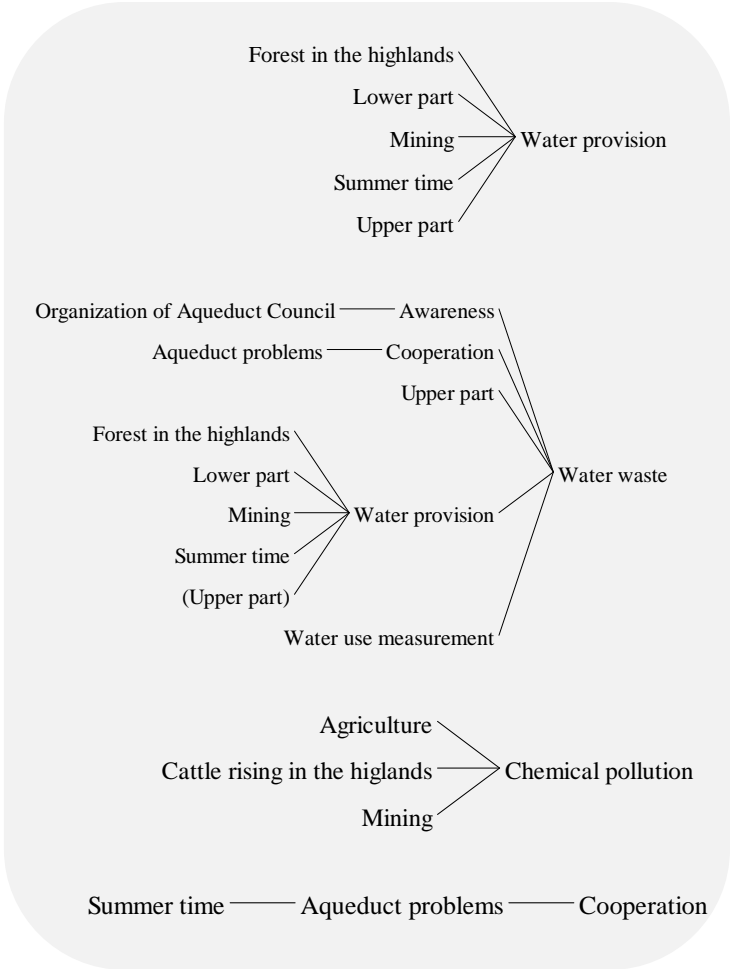 Forest in the highlands
Lower part
Mining Water provision
Summer time
Upper part
Organization of Aqueduct Council Awareness
Aqueduct problems Cooperation
Upper part
Forest in the highlands
Lower part Water waste
Mining Water provision
Summer time
(Upper part)
Water use measurement
Agriculture
Cattle rising in the higlands Chemical pollution
Mining
Summer time Aqueduct problems Cooperation